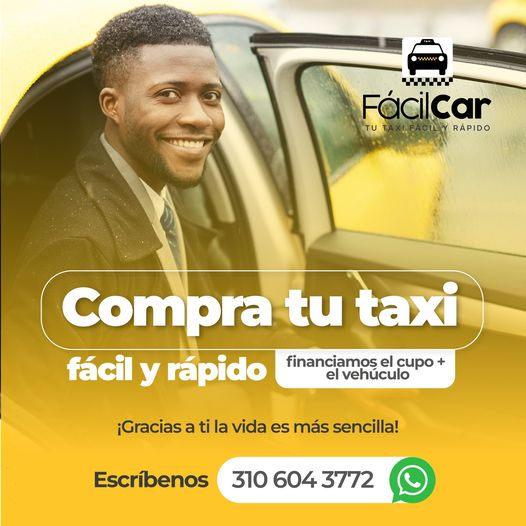 FácilCar
TU TAXI FÁCIL Y RÁPIDO
Compra tu taxi
fácil y rápido
financiamos el cupo +
el vehúculo
¡Gracias a ti la vida es más sencilla!
Escríbenos 310 604 3772